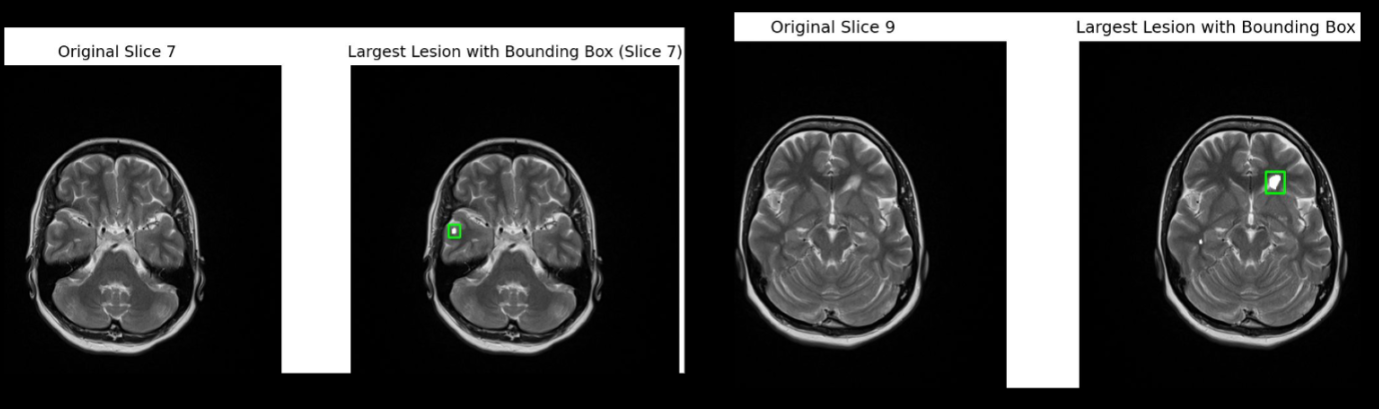 Original Slice 7
Largest Lesion with Bounding Box (Slice 7)
Original Slice 9
Largest Lesion with Bounding Box